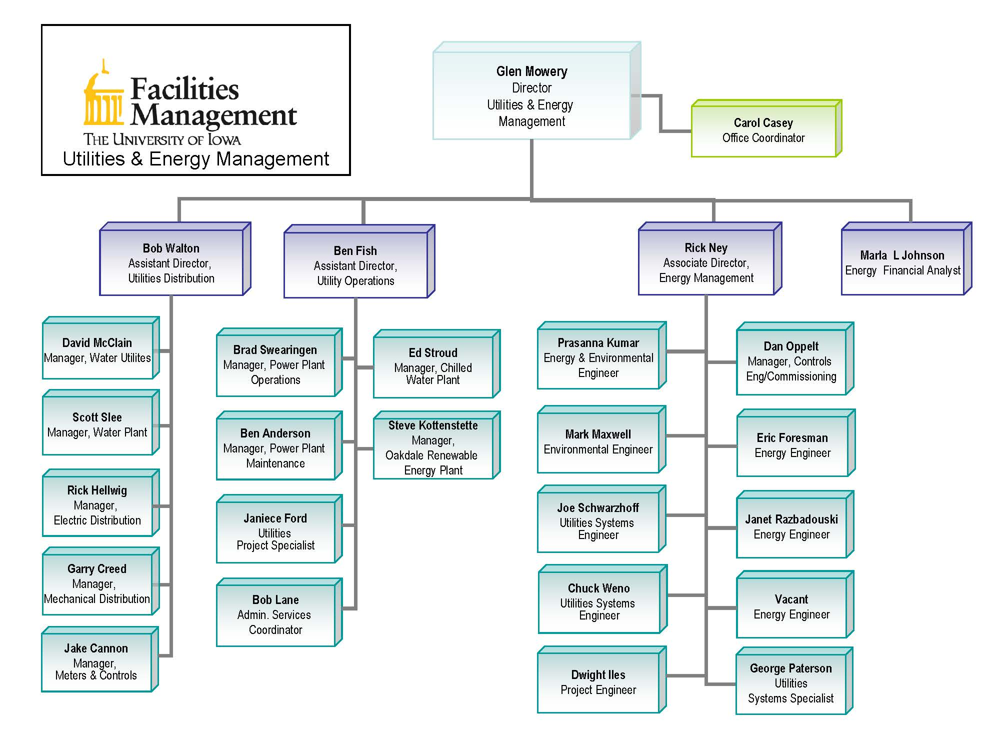 Facilities
Management
THE UNIVERSITY OF IOWA
Utilities & Energy Management
Glen Mowery
Director
Utilities & Energy
Management
Carol Casey
Office Coordinator
Bob Walton
Assistant Director,
Utilities Distribution
Ben Fish
Assistant Director,
Utility Operations
Rick Ney
Associate Director,
Energy Management
Marla L Johnson
Energy Financial Analyst
David McClain
Manager, Water Utilites
Scott Slee
Manager, Water Plant
Rick Hellwig
Manager,
Electric Distribution
Garry Creed
Manager,
Mechanical Distribution
Jake Cannon
Manager,
Meters & Controls
Brad Swearingen
Manager, Power Plant
Operations
Ben Anderson
Manager, Power Plant
Maintenance
Janiece Ford
Utilities
Project Specialist
Bob Lane
Admin. Services
Coordinator
Ed Stroud
Manager, Chilled
Water Plant
Steve Kottenstette
Manager,
Oakdale Renewable
Energy Plant
Prasanna Kumar
Energy & Environmental
Engineer
Mark Maxwell
Environmental Engineer
Joe Schwarzhoff
Utilities Systems
Engineer
Chuck Weno
Utilities Systems
Engineer
Dwight Iles
Project Engineer
Dan Oppelt
Manager, Controls
Eng/Commissioning
Eric Foresman
Energy Engineer
Janet Razbadouski
Energy Engineer
Vacant
Energy Engineer
George Paterson
Utilities
Systems Specialist